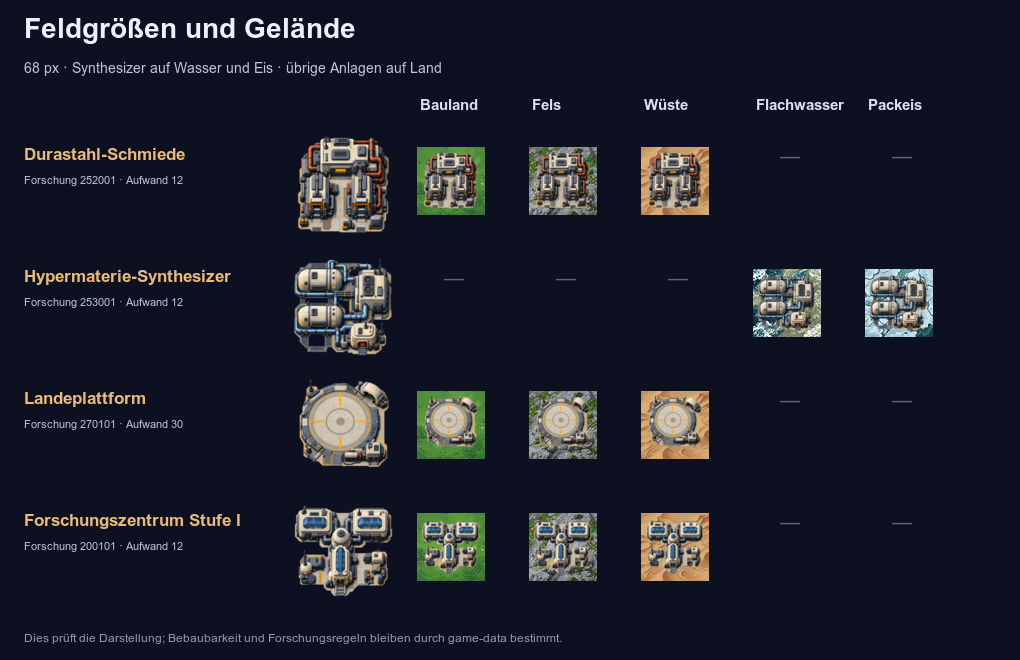 Feldgrößen und Gelände
68 px · Synthesizer auf Wasser und Eis · übrige Anlagen auf Land
Bauland Fels Wüste Flachwasser Packeis
Durastahl-Schmiede — —
Forschung 252001 · Aufwand 12
Hypermaterie-Synthesizer — — —
Forschung 253001 · Aufwand 12
Landeplattform — —
Forschung 270101 · Aufwand 30
Forschungszentrum Stufe I — —
Forschung 200101 · Aufwand 12
Dies prüft die Darstellung; Bebaubarkeit und Forschungsregeln bleiben durch game-data bestimmt.